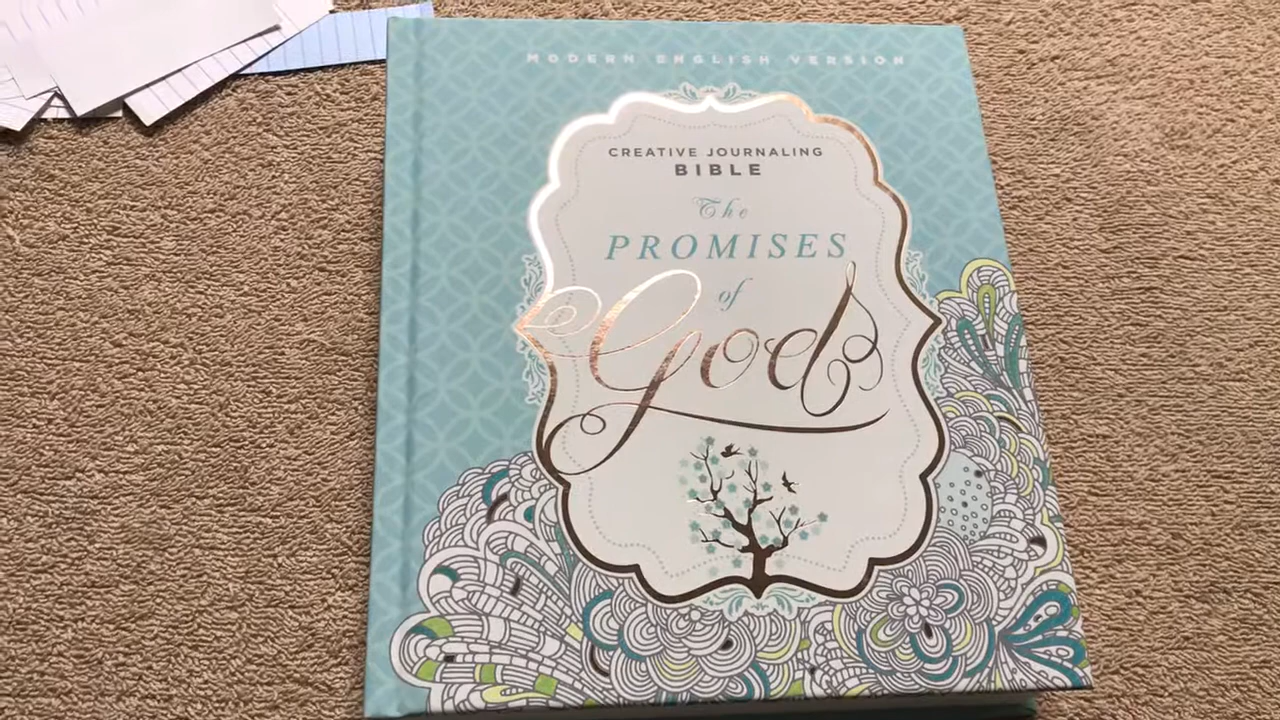 MODERN ENGLISH VERSION
CREATIVE JOURNALING
BIBLE
The
PROMISES
of
God